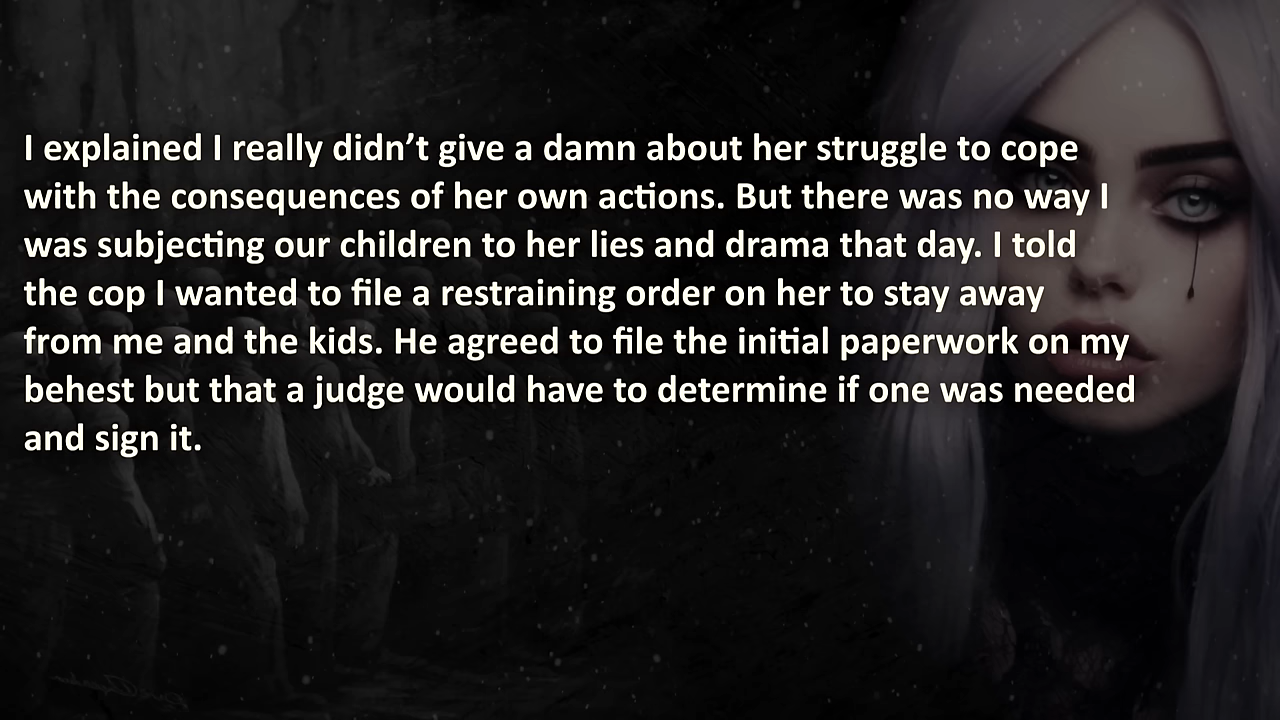 I explained I really didn’t give a damn about her struggle to cope
with the consequences of her own actions. But there was no way I
was subjecting our children to her lies and drama that day. I told
the cop I wanted to file a restraining order on her to stay away
from me and the kids. He agreed to file the initial paperwork on my
behest but that a judge would have to determine if one was needed
and sign it.